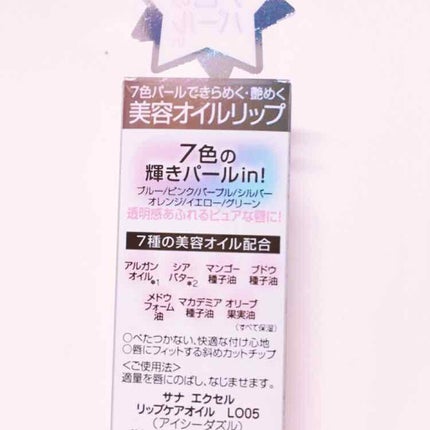 7色パールできらめく・艶めく
美容オイルリップ
7色の
輝きパールin!
ブルー/ピンク/パープル/シルバー
オレンジ/イエロー/グリーン
透明感あふれるピュアな唇に!
7種の美容オイル配合
アルガン シア マンゴー ブドウ
オイル※1 バター※2 種子油 種子油
メドウ マカデミア オリーブ
フォーム 種子油 果実油
油
(すべて保湿)
○べたつかない、快適な付け心地
○唇にフィットする斜めカットチップ
<ご使用法>
適量を唇にのばし、なじませます。
サナ エクセル
リップケアオイル LO05
(アイシーダズル)